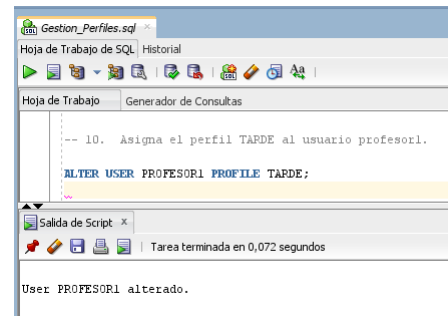 Gestion_Perfiles.sql
Hoja de Trabajo de SQL Historial
Hoja de Trabajo Generador de Consultas
-- 10. Asigna el perfil TARDE al usuario profesor1.
ALTER USER PROFESOR1 PROFILE TARDE;
Salida de Script x
Tarea terminada en 0,072 segundos
User PROFESOR1 alterado.